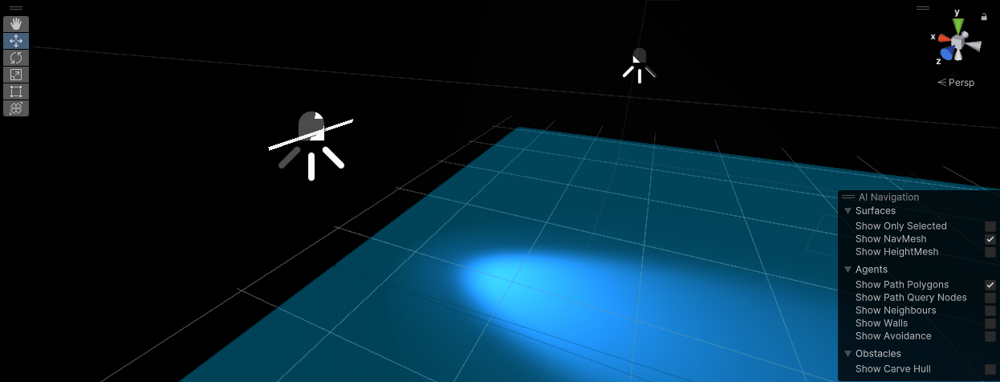 y
x
z
Persp
AI Navigation
Surfaces
Show Only Selected
Show NavMesh
Show HeightMesh
Agents
Show Path Polygons
Show Path Query Nodes
Show Neighbours
Show Walls
Show Avoidance
Obstacles
Show Carve Hull